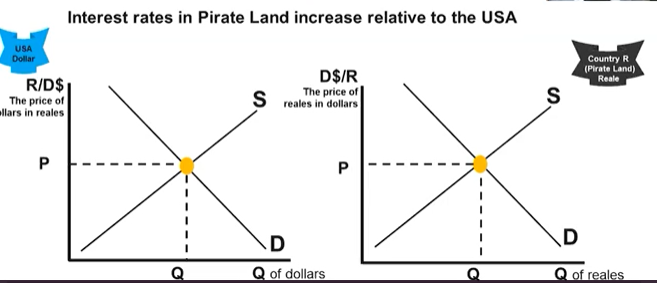 Interest rates in Pirate Land increase relative to the USA
USA
Dollar
R/D$
The price of
ollars in reales
P
S
D
Q
Q of dollars
D$/R
The price of
reales in dollars
P
S
D
Q
Q of reales
Country R
(Pirate Land)
Reale